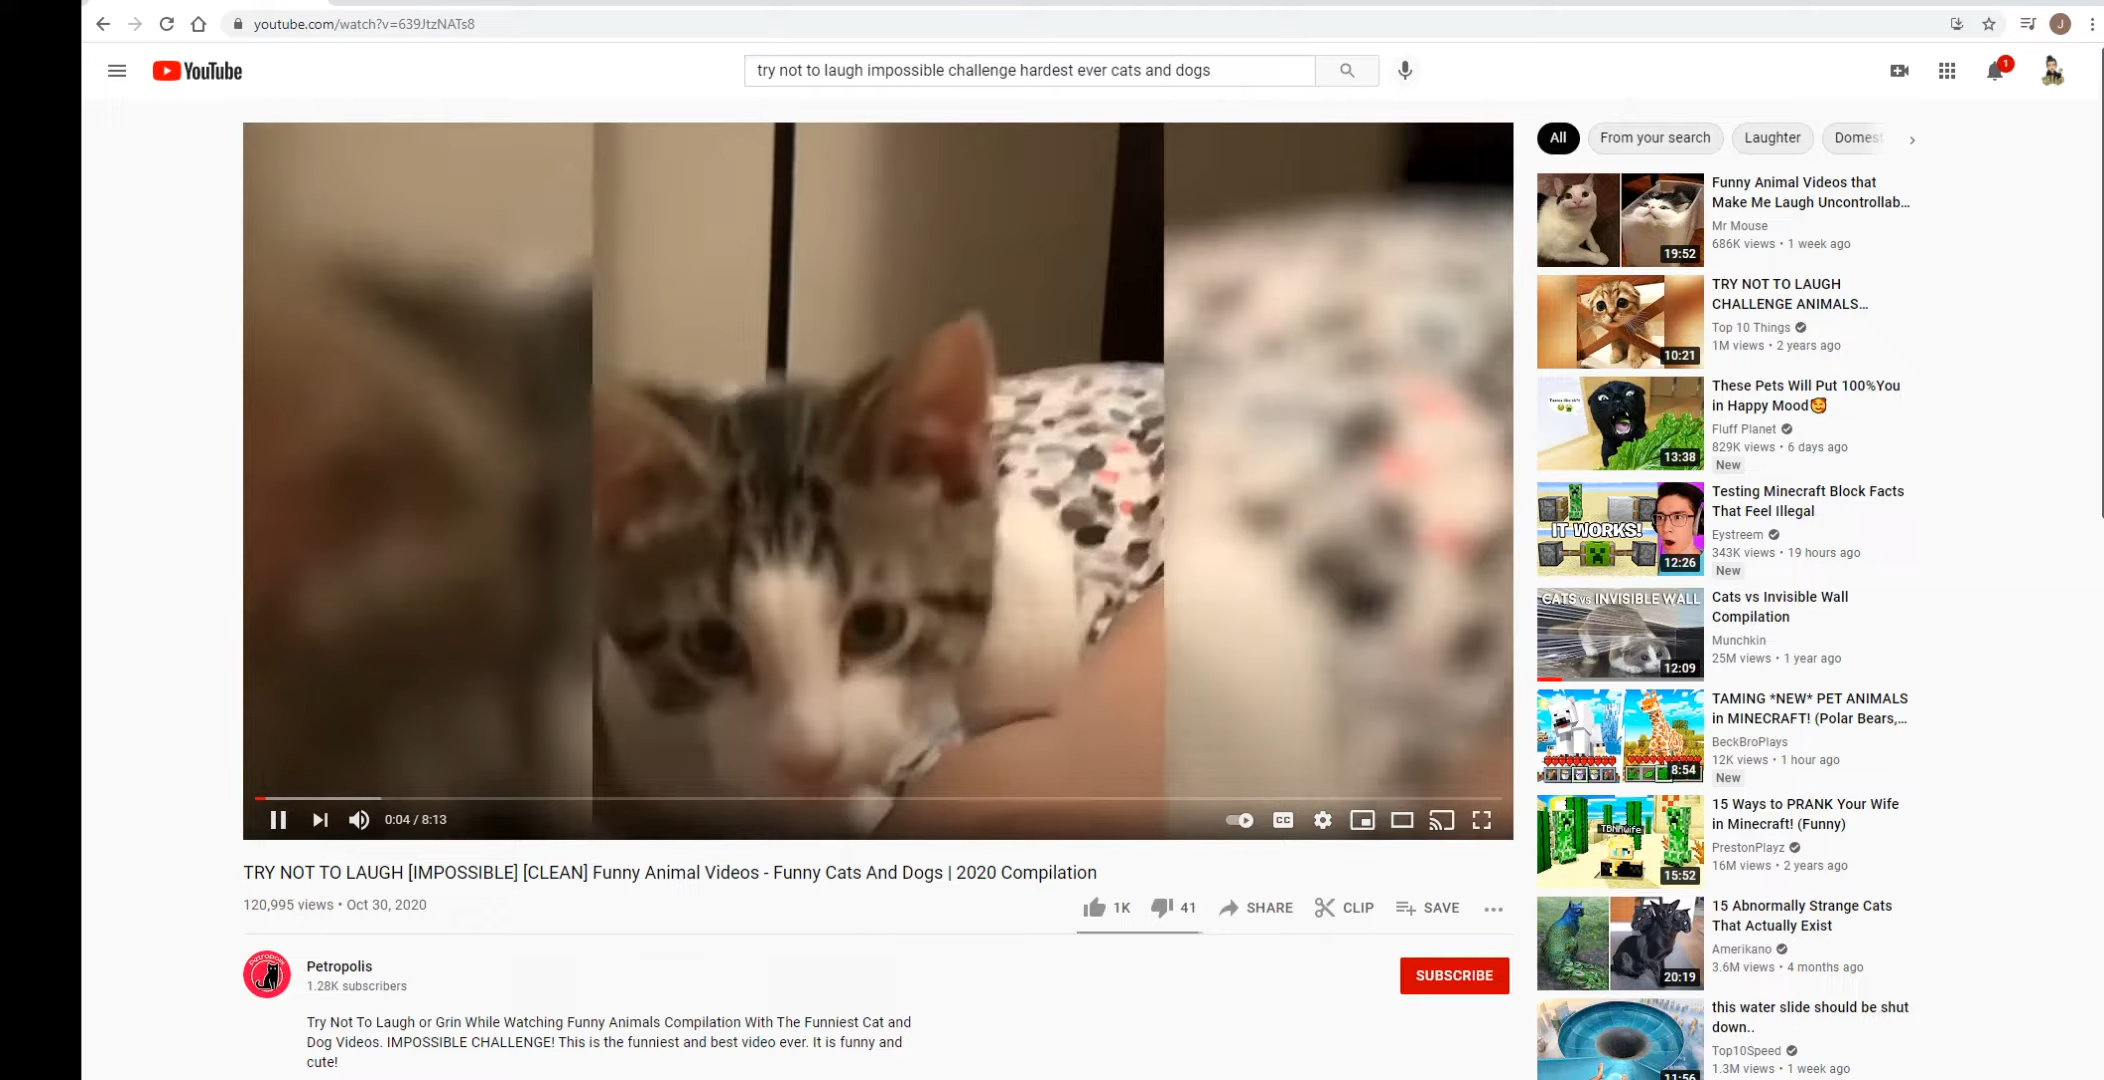 youtube.com/watch?v=639JtzNATs8
J
YouTube
try not to laugh impossible challenge hardest ever cats and dogs
1
0:04 / 8:13
CC
TRY NOT TO LAUGH [IMPOSSIBLE] [CLEAN] Funny Animal Videos - Funny Cats And Dogs | 2020 Compilation
120,995 views • Oct 30, 2020
1K
41
SHARE
CLIP
SAVE
Petropolis
1.28K subscribers
SUBSCRIBE
Try Not To Laugh or Grin While Watching Funny Animals Compilation With The Funniest Cat and
Dog Videos. IMPOSSIBLE CHALLENGE! This is the funniest and best video ever. It is funny and
cute!
All
From your search
Laughter
Domest
19:52
Funny Animal Videos that
Make Me Laugh Uncontrollab...
Mr Mouse
686K views • 1 week ago
10:21
TRY NOT TO LAUGH
CHALLENGE ANIMALS...
Top 10 Things
1M views • 2 years ago
13:38
These Pets Will Put 100%You
in Happy Mood🥰
Fluff Planet
829K views • 6 days ago
New
IT WORKS!
12:26
Testing Minecraft Block Facts
That Feel Illegal
Eystreem
343K views • 19 hours ago
New
CATS vs INVISIBLE WALL
12:09
Cats vs Invisible Wall
Compilation
Munchkin
25M views • 1 year ago
8:54
TAMING *NEW* PET ANIMALS
in MINECRAFT! (Polar Bears,...
BeckBroPlays
12K views • 1 hour ago
New
TBNRwife
15:52
15 Ways to PRANK Your Wife
in Minecraft! (Funny)
PrestonPlayz
16M views • 2 years ago
20:19
15 Abnormally Strange Cats
That Actually Exist
Amerikano
3.6M views • 4 months ago
11:56
this water slide should be shut
down..
Top10Speed
1.3M views • 1 week ago